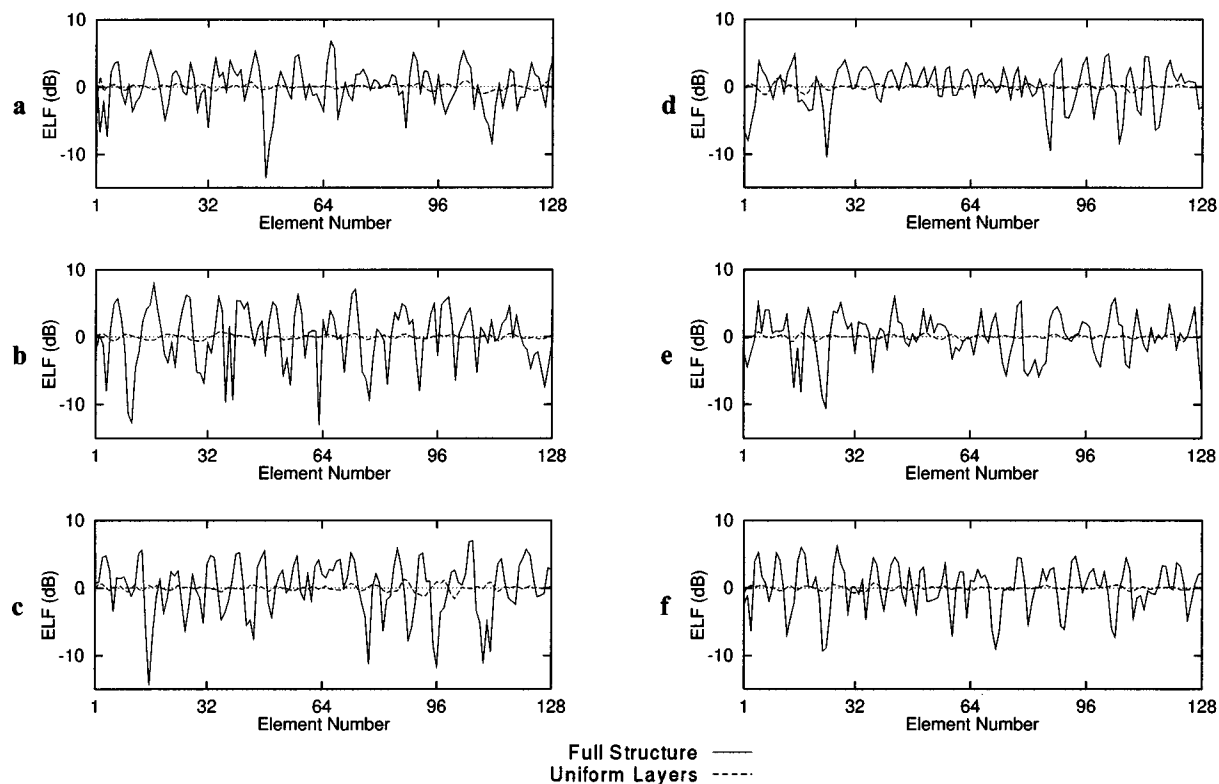 a
ELF (dB)
10
0
-10
1 32 64 96 128
Element Number
b
ELF (dB)
10
0
-10
1 32 64 96 128
Element Number
c
ELF (dB)
10
0
-10
1 32 64 96 128
Element Number
d
ELF (dB)
10
0
-10
1 32 64 96 128
Element Number
e
ELF (dB)
10
0
-10
1 32 64 96 128
Element Number
f
ELF (dB)
10
0
-10
1 32 64 96 128
Element Number
Full Structure
Uniform Layers